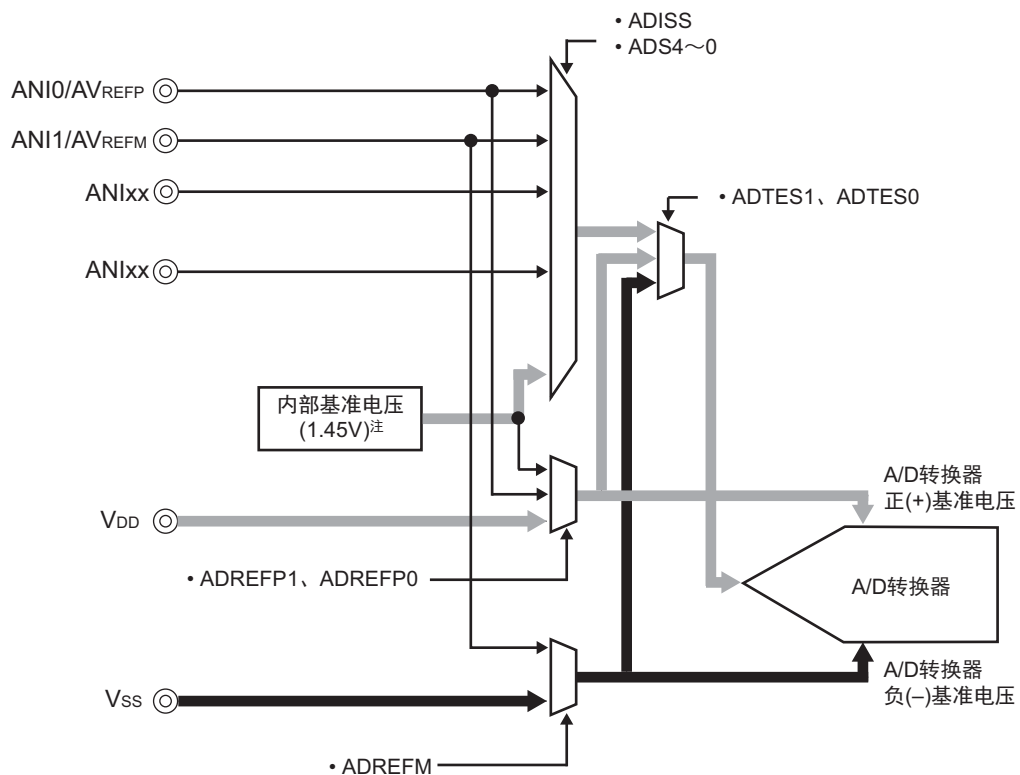 • ADISS
• ADS4～0
ANI0/AVREFP
ANI1/AVREFM
ANIxx
• ADTES1、ADTES0
ANIxx
内部基准电压
(1.45V)注
A/D转换器
正(+)基准电压
VDD
• ADREFP1、ADREFP0
A/D转换器
A/D转换器
负(–)基准电压
VSS
• ADREFM